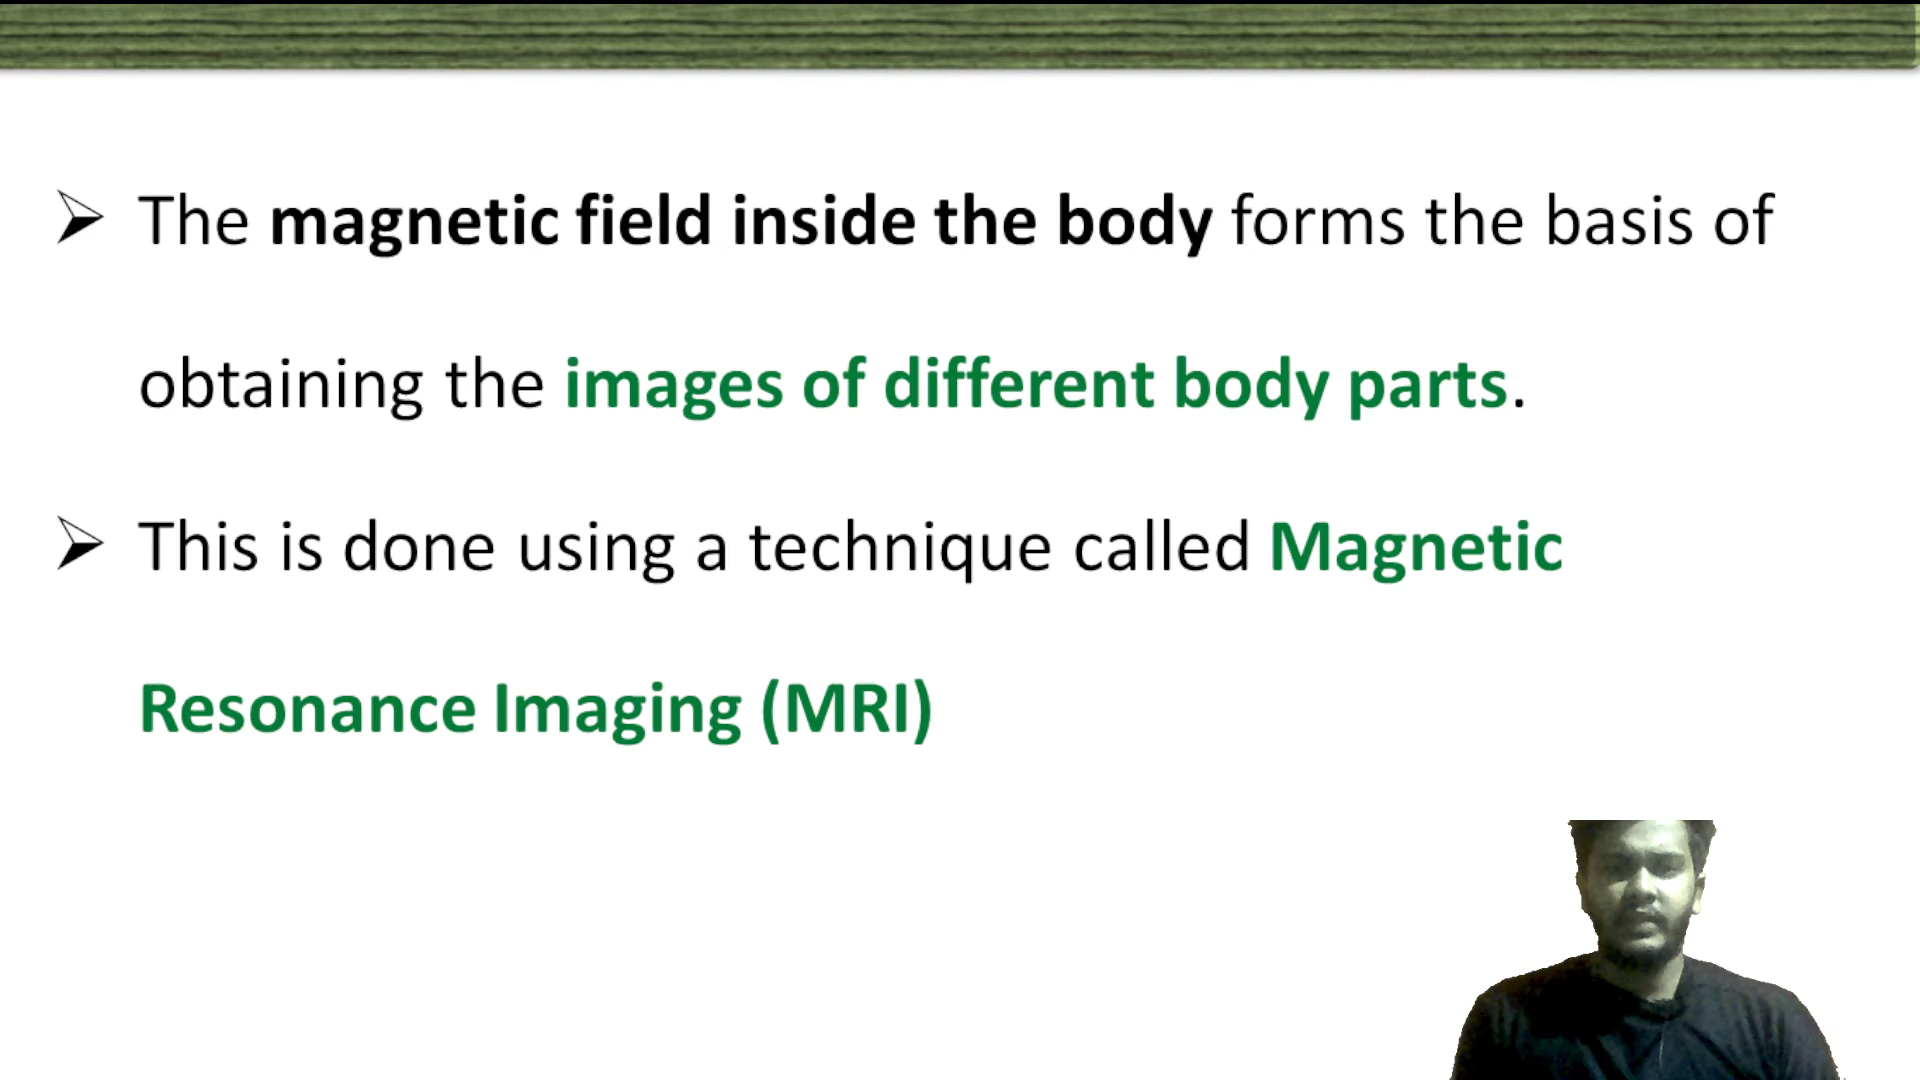 ➢ The magnetic field inside the body forms the basis of
obtaining the images of different body parts.
➢ This is done using a technique called Magnetic
Resonance Imaging (MRI)